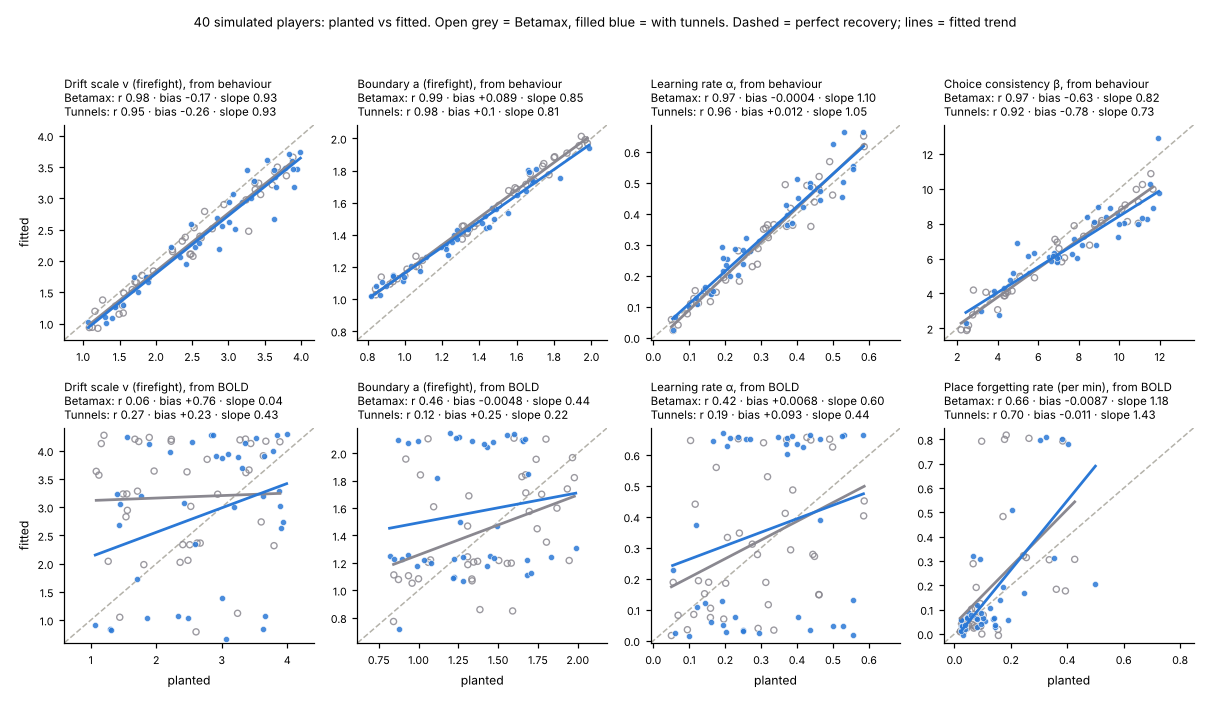 40 simulated players: planted vs fitted. Open grey = Betamax, filled blue = with tunnels. Dashed = perfect recovery; lines = fitted trend
Drift scale v (firefight), from behaviour
Betamax: r 0.98 · bias −0.17 · slope 0.93
Tunnels: r 0.95 · bias −0.26 · slope 0.93
Boundary a (firefight), from behaviour
Betamax: r 0.99 · bias +0.089 · slope 0.85
Tunnels: r 0.98 · bias +0.1 · slope 0.81
Learning rate α, from behaviour
Betamax: r 0.97 · bias −0.0004 · slope 1.10
Tunnels: r 0.96 · bias +0.012 · slope 1.05
Choice consistency β, from behaviour
Betamax: r 0.97 · bias −0.63 · slope 0.82
Tunnels: r 0.92 · bias −0.78 · slope 0.73
fitted
4.0
3.5
3.0
2.5
2.0
1.5
1.0
1.0 1.5 2.0 2.5 3.0 3.5 4.0
2.0
1.8
1.6
1.4
1.2
1.0
0.8
0.8 1.0 1.2 1.4 1.6 1.8 2.0
0.6
0.5
0.4
0.3
0.2
0.1
0.0
0.0 0.1 0.2 0.3 0.4 0.5 0.6
12
10
8
6
4
2
2 4 6 8 10 12
Drift scale v (firefight), from BOLD
Betamax: r 0.06 · bias +0.76 · slope 0.04
Tunnels: r 0.27 · bias +0.23 · slope 0.43
Boundary a (firefight), from BOLD
Betamax: r 0.46 · bias −0.0048 · slope 0.44
Tunnels: r 0.12 · bias +0.25 · slope 0.22
Learning rate α, from BOLD
Betamax: r 0.42 · bias +0.0068 · slope 0.60
Tunnels: r 0.19 · bias +0.093 · slope 0.44
Place forgetting rate (per min), from BOLD
Betamax: r 0.66 · bias −0.0087 · slope 1.18
Tunnels: r 0.70 · bias −0.011 · slope 1.43
fitted
4.0
3.5
3.0
2.5
2.0
1.5
1.0
1 2 3 4
planted
2.0
1.8
1.6
1.4
1.2
1.0
0.8
0.75 1.00 1.25 1.50 1.75 2.00
planted
0.6
0.5
0.4
0.3
0.2
0.1
0.0
0.0 0.1 0.2 0.3 0.4 0.5 0.6
planted
0.8
0.7
0.6
0.5
0.4
0.3
0.2
0.1
0.0
0.0 0.2 0.4 0.6 0.8
planted